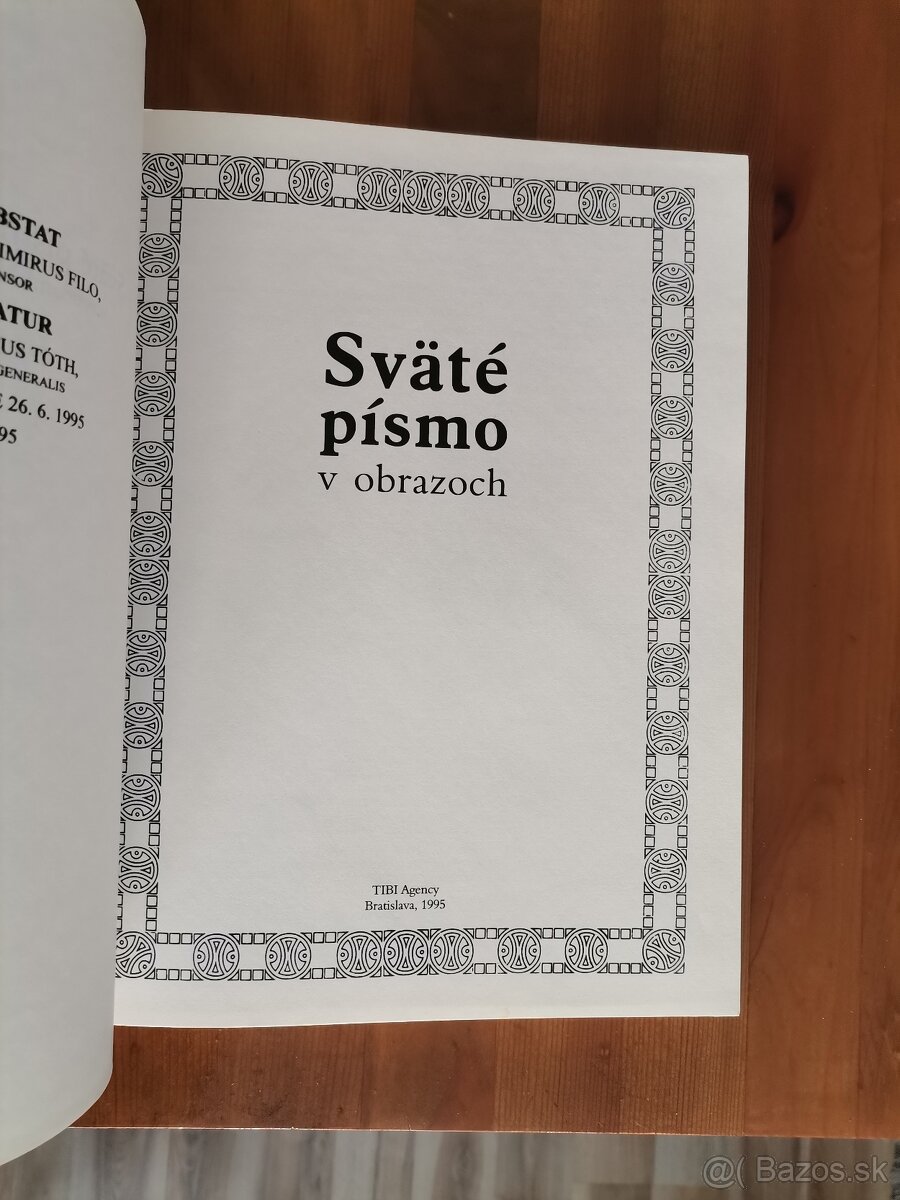 BSTAT
IMIRUS FILO,
NSOR
ATUR
US TÓTH,
GENERALIS
E 26. 6. 1995
95
Sväté
písmo
v obrazoch
TIBI Agency
Bratislava, 1995
@( Bazos.sk